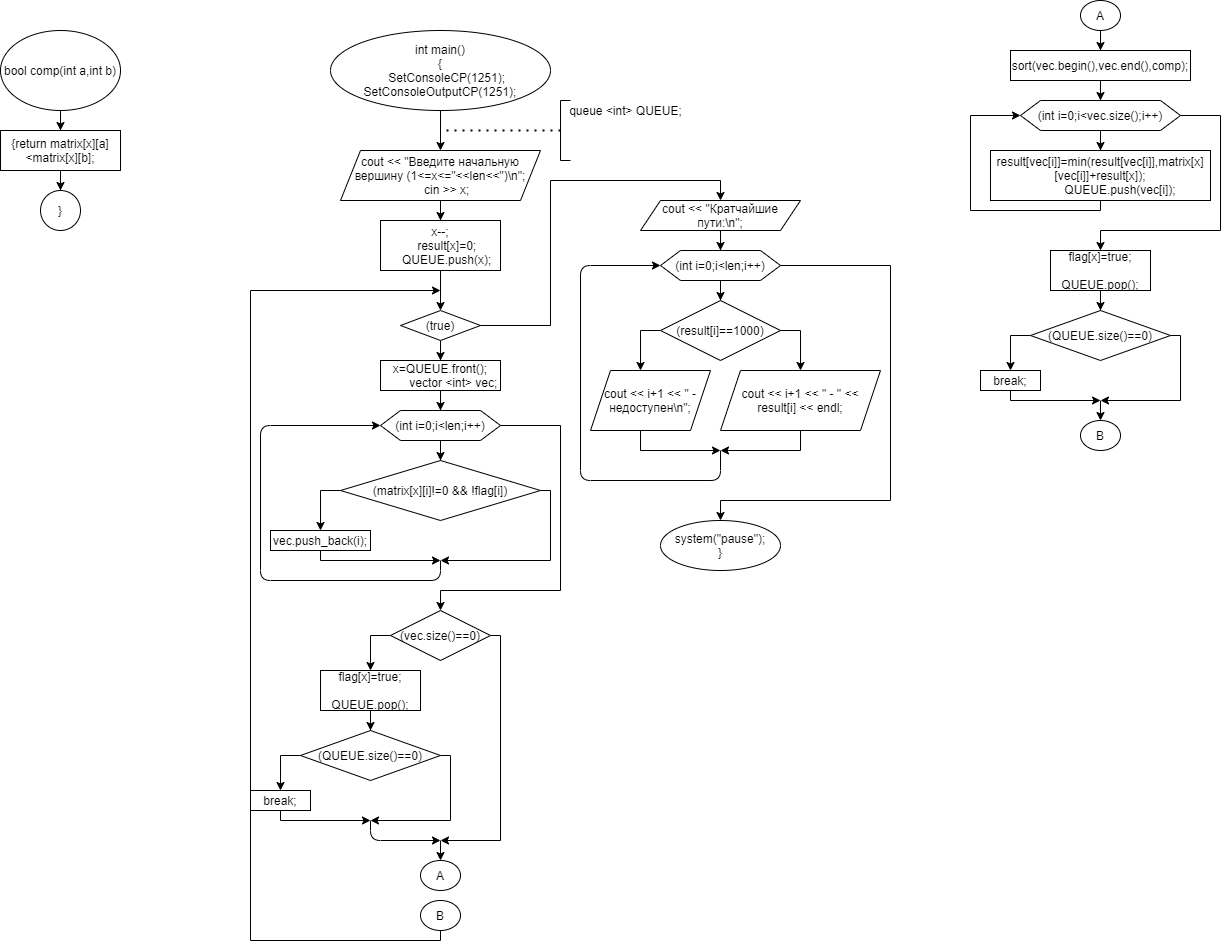 bool comp(int a,int b)
{return matrix[x][a]
<matrix[x][b];
}
int main()
{
SetConsoleCP(1251);
SetConsoleOutputCP(1251);
queue <int> QUEUE;
cout << "Введите начальную
вершину (1<=x<="<<len<<")\n";
cin >> x;
x--;
result[x]=0;
QUEUE.push(x);
(true)
x=QUEUE.front();
vector <int> vec;
(int i=0;i<len;i++)
(matrix[x][i]!=0 && !flag[i])
vec.push_back(i);
(vec.size()==0)
flag[x]=true;
QUEUE.pop();
(QUEUE.size()==0)
break;
A
B
cout << "Кратчайшие
пути:\n";
(int i=0;i<len;i++)
(result[i]==1000)
cout << i+1 << " -
недоступен\n";
cout << i+1 << " - " <<
result[i] << endl;
system("pause");
}
A
sort(vec.begin(),vec.end(),comp);
(int i=0;i<vec.size();i++)
result[vec[i]]=min(result[vec[i]],matrix[x]
[vec[i]]+result[x]);
QUEUE.push(vec[i]);
flag[x]=true;
QUEUE.pop();
(QUEUE.size()==0)
break;
B